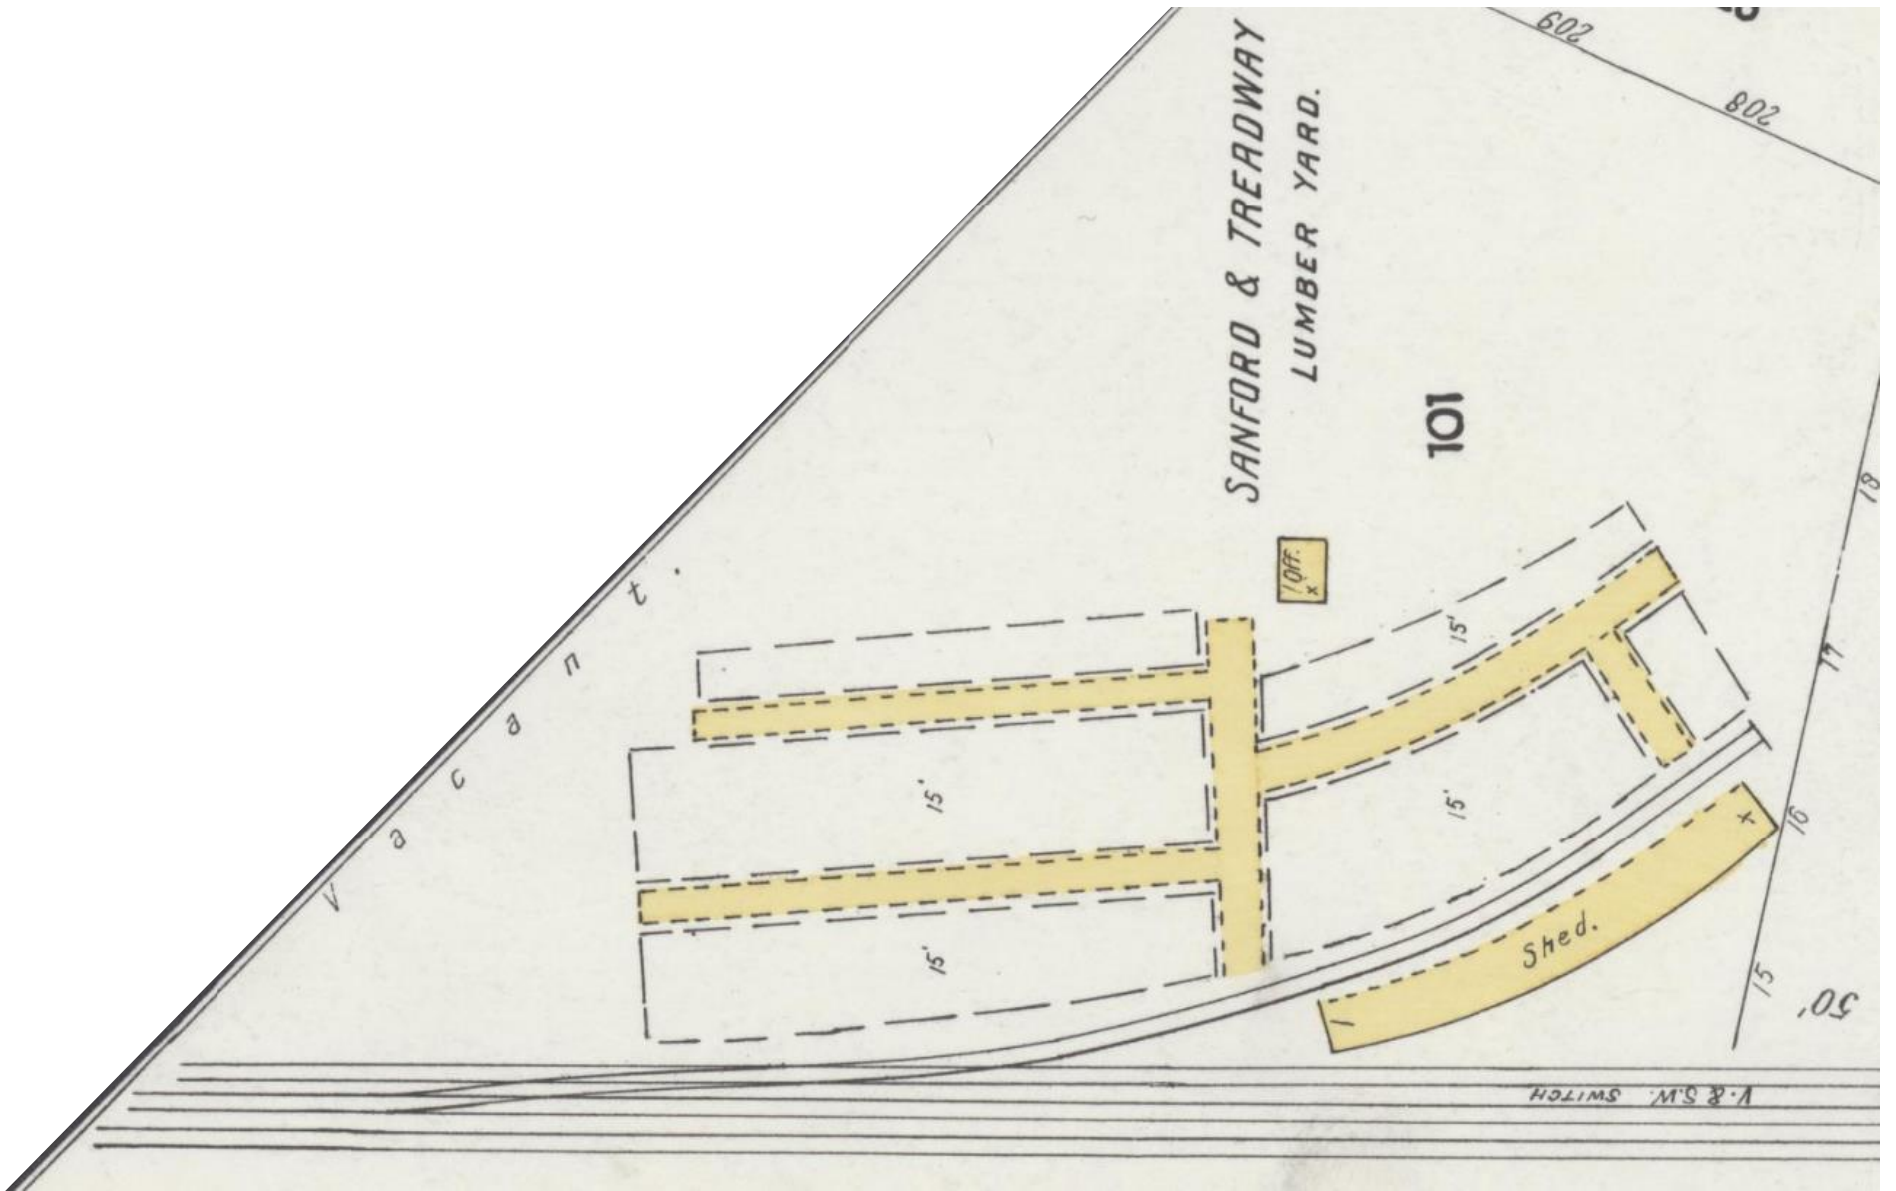 209
208
SANFORD & TREADWAY
LUMBER YARD.
101
18
1 Off.
x
Vacant.
15'
17
15'
15'
16
x
Shed.
15'
15
1
50'
V. & S.W. SWITCH